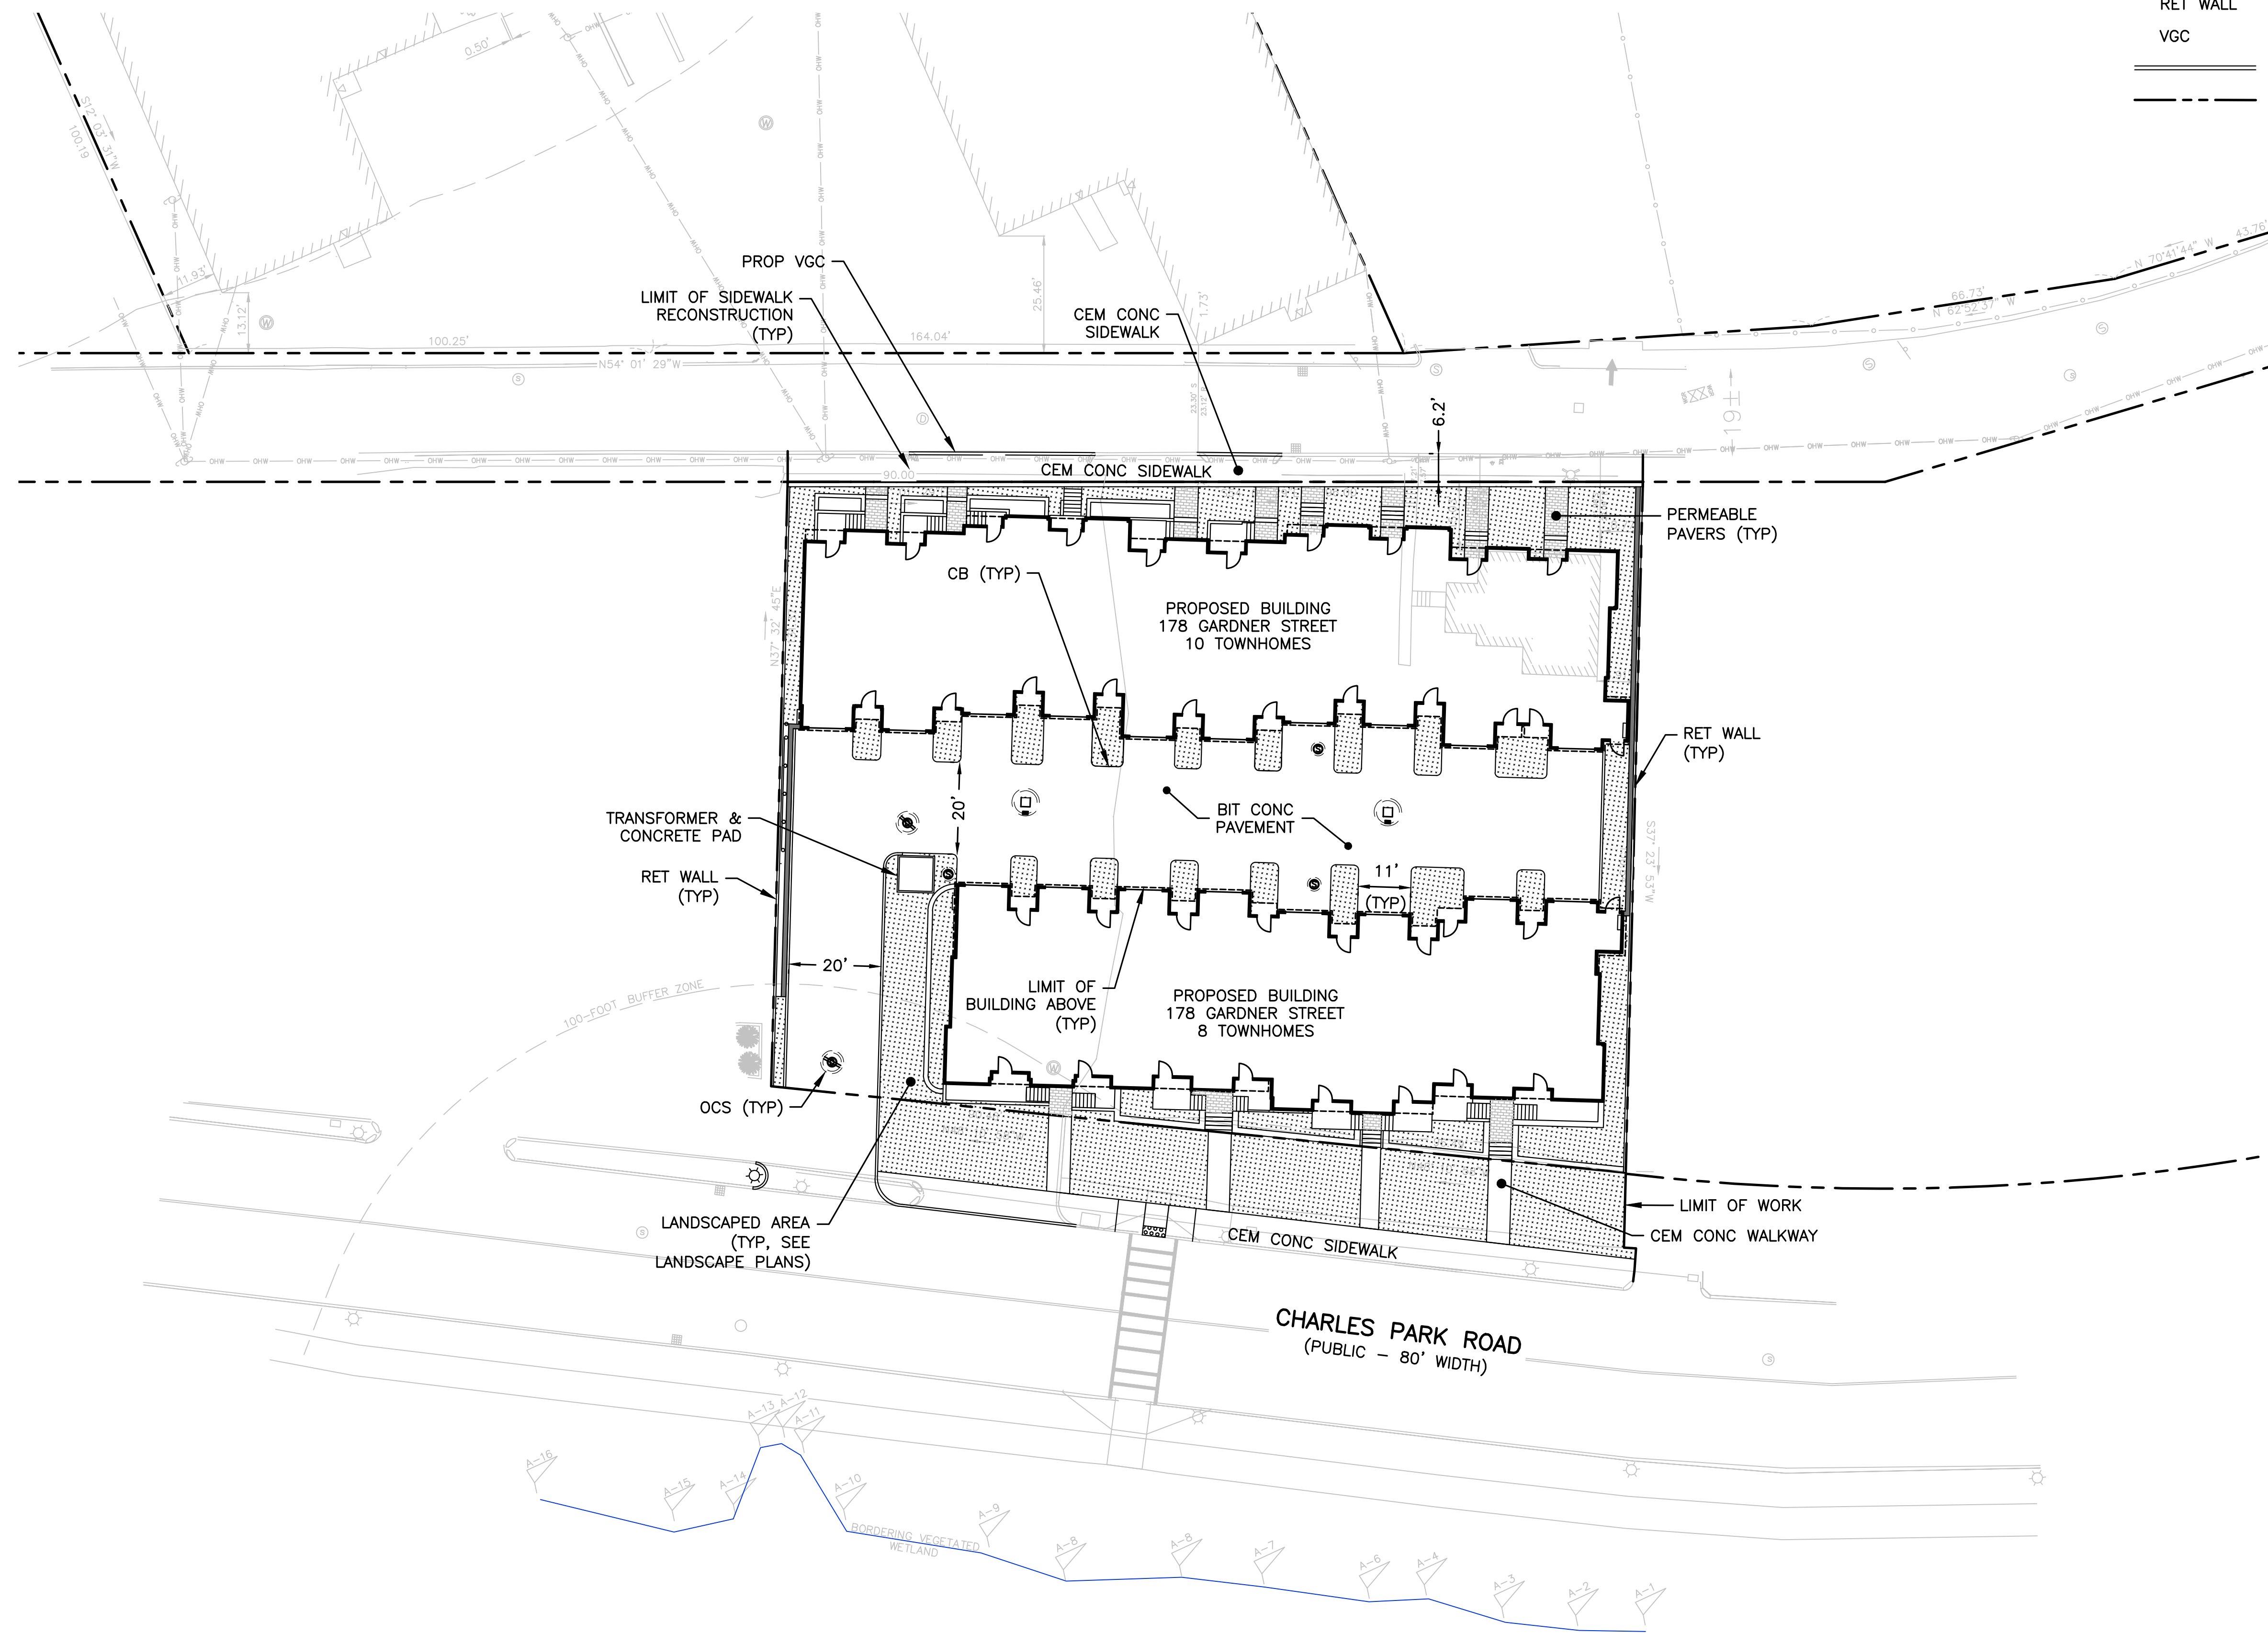 RET WALL
VGC
0.50'
S12° 03' 31"W
100.19
11.93'
13.12'
25.46'
1.73'
N 70°41'44" W
43.76'
66.73'
N 62°52'37" W
PROP VGC
LIMIT OF SIDEWALK
RECONSTRUCTION
(TYP)
CEM CONC
SIDEWALK
100.25'
164.04'
N54° 01' 29"W
6.2'
90.00
CEM CONC SIDEWALK
PERMEABLE
PAVERS (TYP)
CB (TYP)
N37° 32' 45"E
PROPOSED BUILDING
178 GARDNER STREET
10 TOWNHOMES
RET WALL
(TYP)
TRANSFORMER &
CONCRETE PAD
20'
BIT CONC
PAVEMENT
S37° 23' 53"W
RET WALL
(TYP)
11'
(TYP)
20'
LIMIT OF
BUILDING ABOVE
(TYP)
PROPOSED BUILDING
178 GARDNER STREET
8 TOWNHOMES
100-FOOT BUFFER ZONE
OCS (TYP)
LIMIT OF WORK
CEM CONC WALKWAY
LANDSCAPED AREA
(TYP, SEE
LANDSCAPE PLANS)
CEM CONC SIDEWALK
CHARLES PARK ROAD
(PUBLIC - 80' WIDTH)
A-16
A-15
A-14
A-13
A-12
A-11
A-10
A-9
A-8
A-8
A-7
A-6
A-4
A-3
A-2
A-1
BORDERING VEGETATED
WETLAND